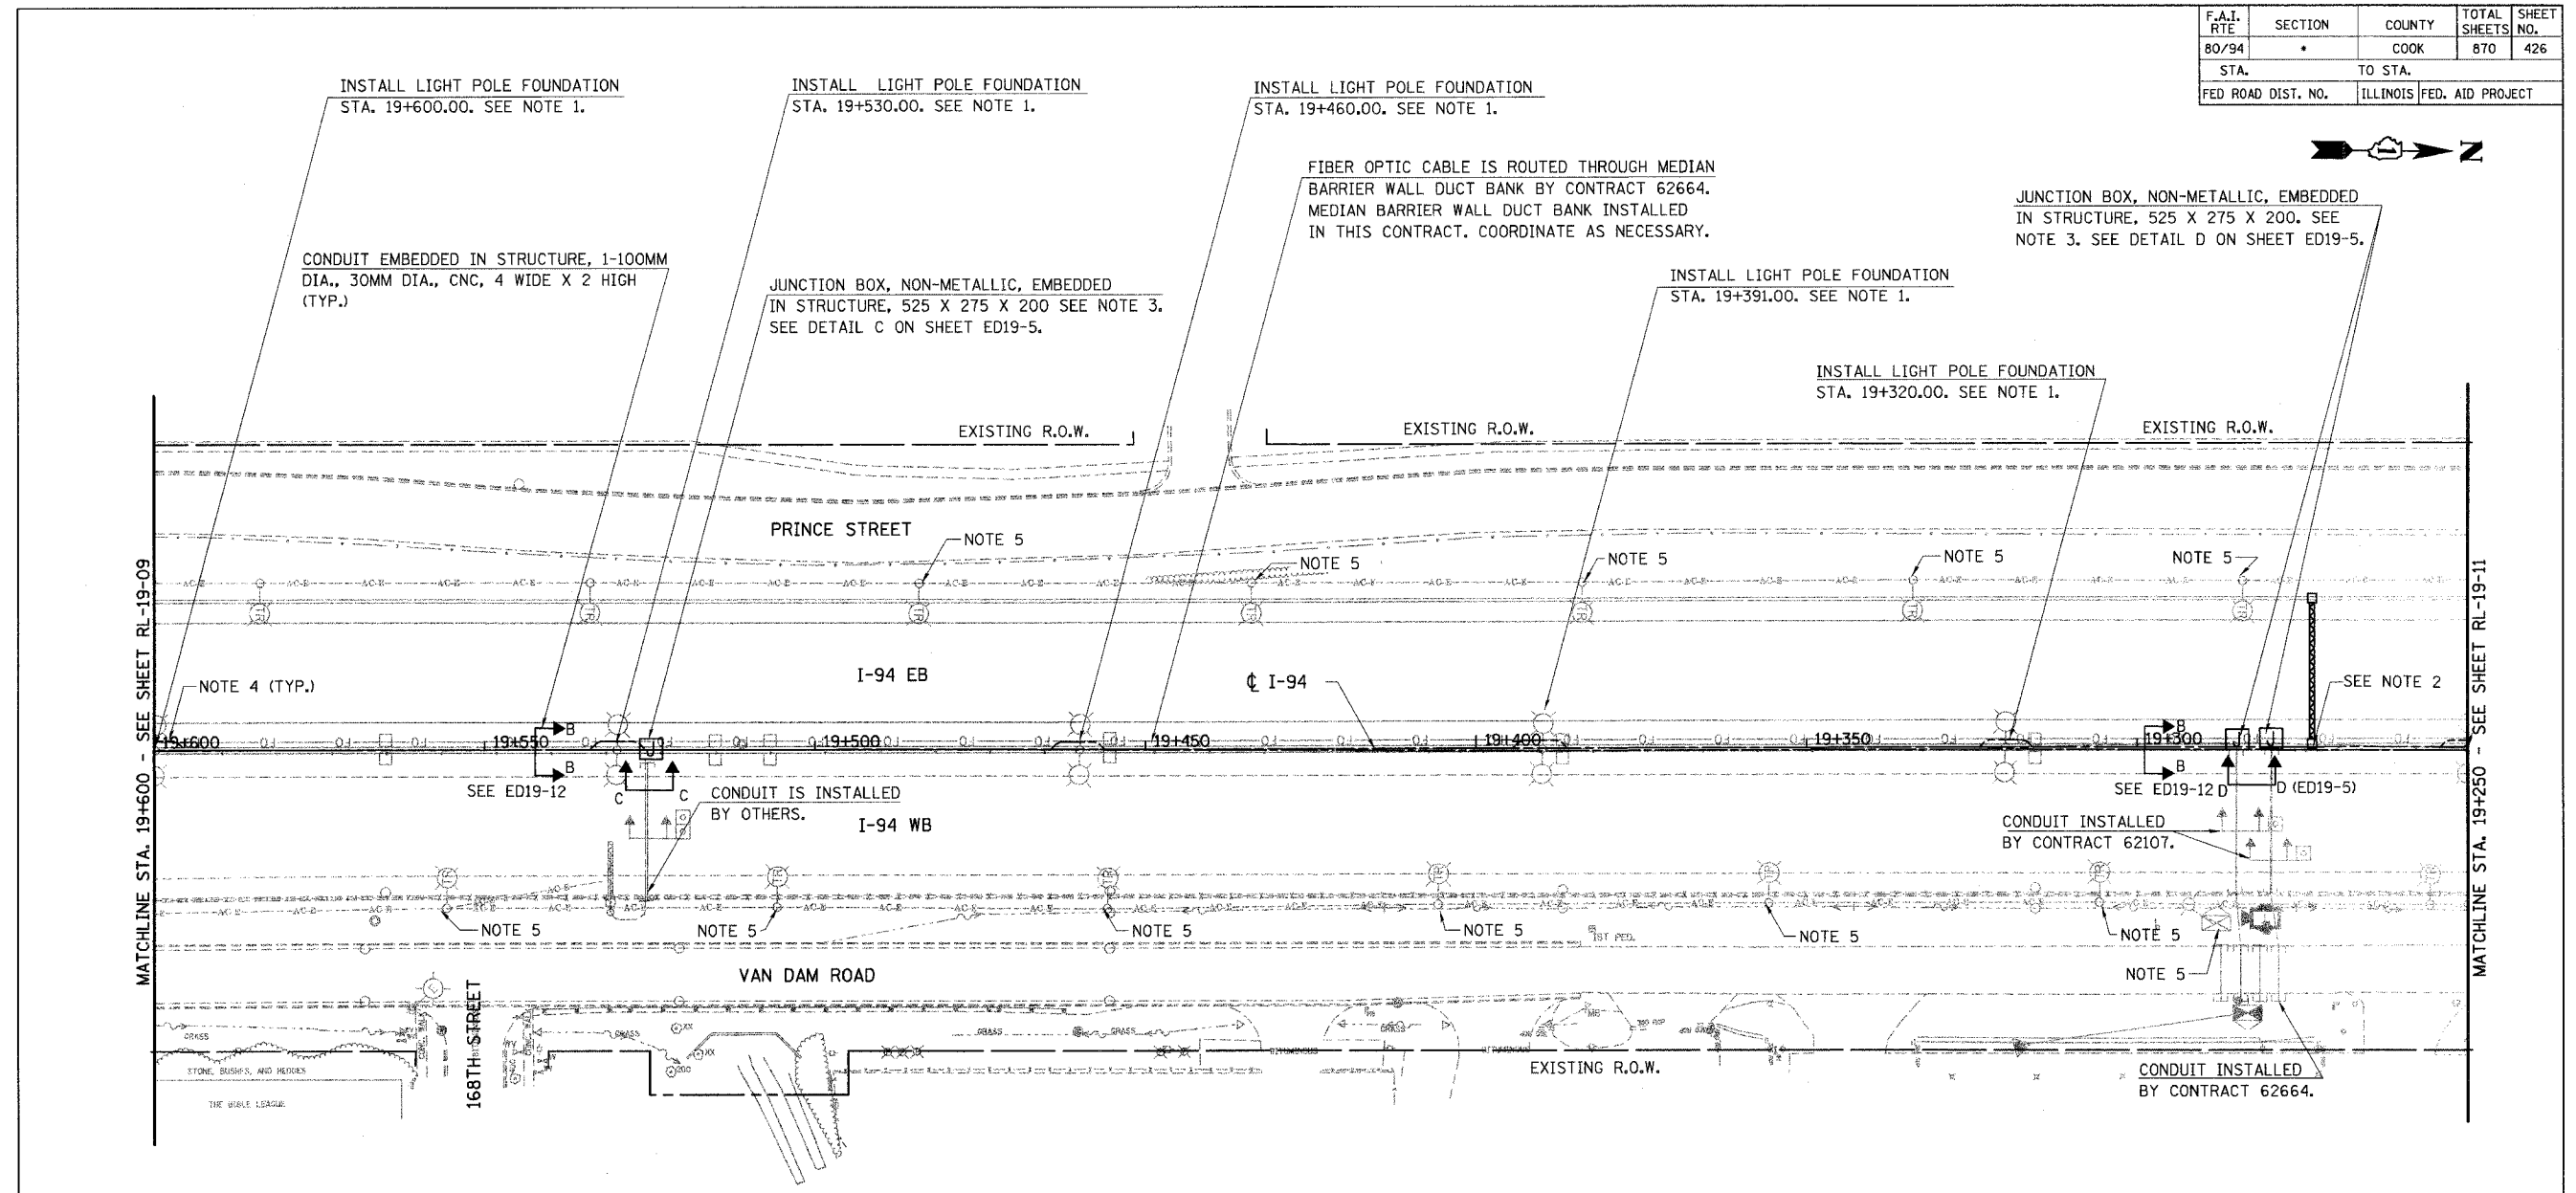 F.A.I. RTE SECTION COUNTY TOTAL SHEETS SHEET NO.
80/94 * COOK 870 426
STA. TO STA.
FED ROAD DIST. NO. ILLINOIS FED. AID PROJECT
N
INSTALL LIGHT POLE FOUNDATION
STA. 19+600.00. SEE NOTE 1.
INSTALL LIGHT POLE FOUNDATION
STA. 19+530.00. SEE NOTE 1.
INSTALL LIGHT POLE FOUNDATION
STA. 19+460.00. SEE NOTE 1.
FIBER OPTIC CABLE IS ROUTED THROUGH MEDIAN
BARRIER WALL DUCT BANK BY CONTRACT 62664.
MEDIAN BARRIER WALL DUCT BANK INSTALLED
IN THIS CONTRACT. COORDINATE AS NECESSARY.
JUNCTION BOX, NON-METALLIC, EMBEDDED
IN STRUCTURE, 525 X 275 X 200. SEE
NOTE 3. SEE DETAIL D ON SHEET ED19-5.
CONDUIT EMBEDDED IN STRUCTURE, 1-100MM
DIA., 30MM DIA., CNC, 4 WIDE X 2 HIGH
(TYP.)
JUNCTION BOX, NON-METALLIC, EMBEDDED
IN STRUCTURE, 525 X 275 X 200 SEE NOTE 3.
SEE DETAIL C ON SHEET ED19-5.
INSTALL LIGHT POLE FOUNDATION
STA. 19+391.00. SEE NOTE 1.
INSTALL LIGHT POLE FOUNDATION
STA. 19+320.00. SEE NOTE 1.
EXISTING R.O.W.
EXISTING R.O.W.
EXISTING R.O.W.
PRINCE STREET
NOTE 5
NOTE 5
NOTE 5
NOTE 5
NOTE 5
MATCHLINE STA. 19+600 - SEE SHEET RL-19-09
MATCHLINE STA. 19+250 - SEE SHEET RL-19-11
NOTE 4 (TYP.)
I-94 EB
℄ I-94
SEE NOTE 2
19+600
19+550
19+500
19+450
19+400
19+350
19+300
B
B
B
B
SEE ED19-12
C
C
CONDUIT IS INSTALLED
BY OTHERS.
I-94 WB
SEE ED19-12
D
D (ED19-5)
CONDUIT INSTALLED
BY CONTRACT 62107.
NOTE 5
NOTE 5
NOTE 5
NOTE 5
NOTE 5
NOTE 5
NOTE 5
VAN DAM ROAD
168TH STREET
GRASS
GRASS
GRASS
GRASS
STONE, BUSHES, AND HEDGES
THE BIBLE LEAGUE
BITUMINOUS
BITUMINOUS
EXISTING R.O.W.
CONDUIT INSTALLED
BY CONTRACT 62664.